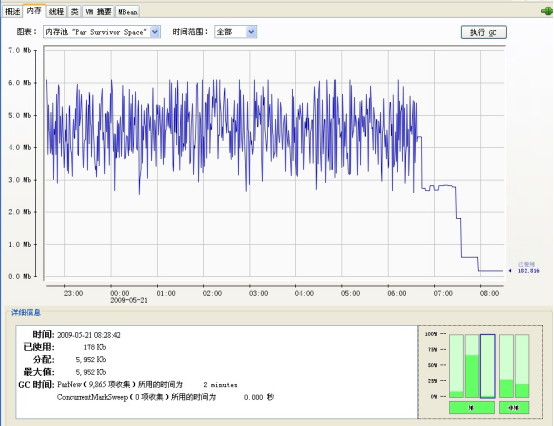 概述 内存 线程 类 VM 摘要 MBean
图表: 内存池 "Par Survivor Space" 时间范围: 全部 执行 GC
7.0 Mb
6.0 Mb
5.0 Mb
4.0 Mb
3.0 Mb
2.0 Mb
1.0 Mb
0.0 Mb
已使用
182,816
23:00 00:00 01:00 02:00 03:00 04:00 05:00 06:00 07:00 08:00
2009-05-21
详细信息
时间: 2009-05-21 08:28:42
已使用: 178 Kb
分配: 5,952 Kb
最大值: 5,952 Kb
GC 时间: ParNew ( 9,865 项收集 ) 所用的时间为 2 minutes
ConcurrentMarkSweep ( 0 项收集 ) 所用的时间为 0.000 秒
100% --
75% --
50% --
25% --
0% --
堆 非堆